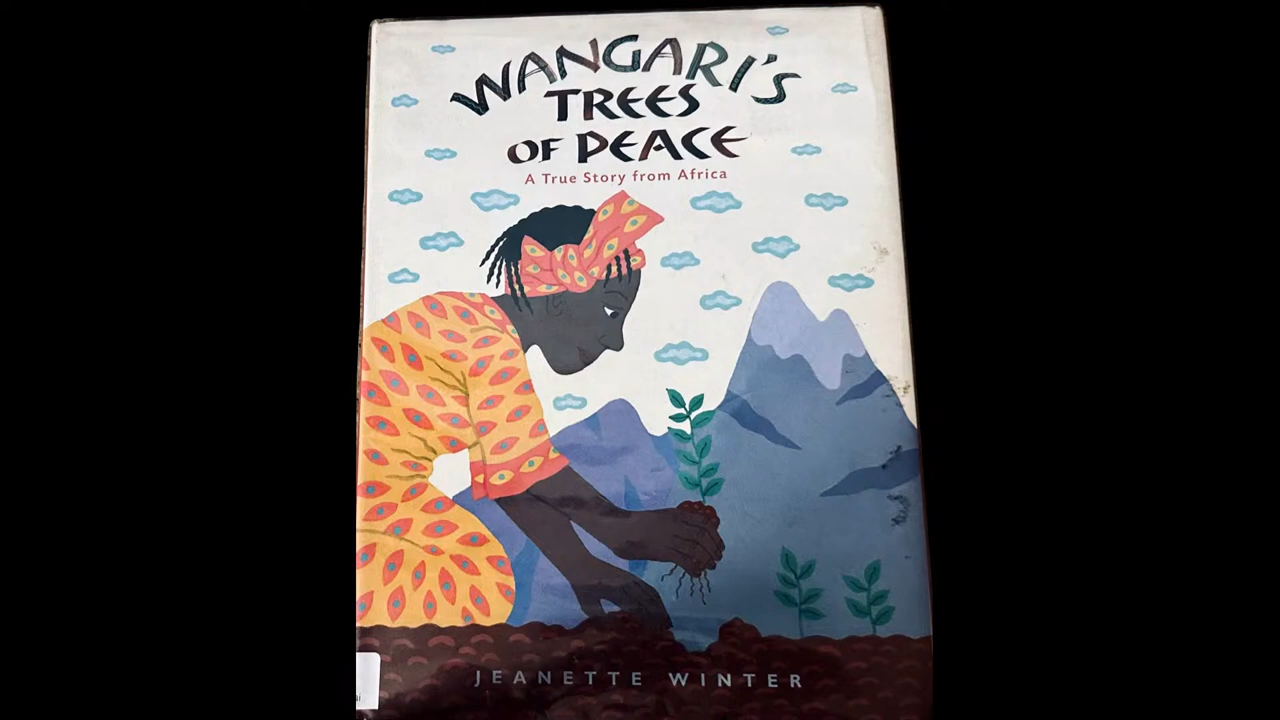 WANGARI'S
TREES
OF PEACE
A True Story from Africa
JEANETTE WINTER